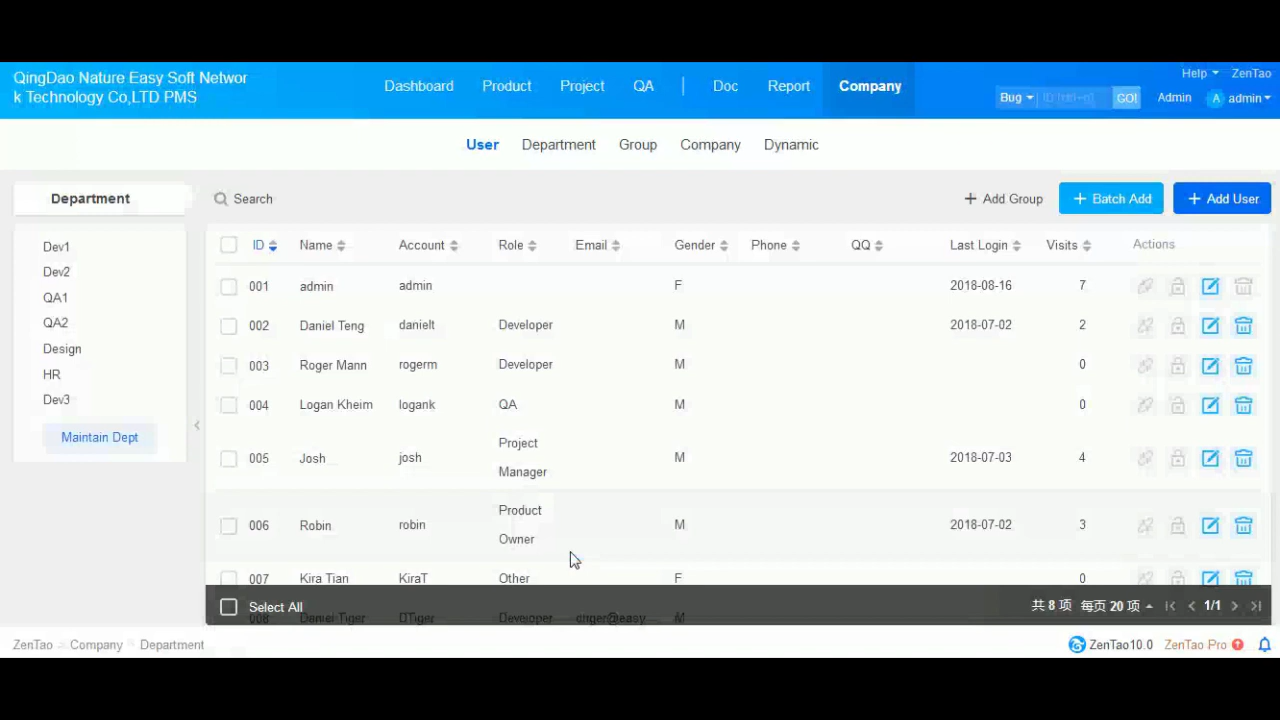 QingDao Nature Easy Soft Networ
k Technology Co,LTD PMS
Dashboard Product Project QA | Doc Report Company
Help ZenTao
Bug GO! Admin A admin
User Department Group Company Dynamic
Department
Search
+ Add Group + Batch Add + Add User
Dev1
Dev2
QA1
QA2
Design
HR
Dev3
Maintain Dept
ID Name Account Role Email Gender Phone QQ Last Login Visits Actions
001 admin admin F 2018-08-16 7
002 Daniel Teng danielt Developer M 2018-07-02 2
003 Roger Mann rogerm Developer M 0
004 Logan Kheim logank QA M 0
005 Josh josh Project Manager M 2018-07-03 4
006 Robin robin Product Owner M 2018-07-02 3
007 Kira Tian KiraT Other F 0
008 Daniel Tiger DTiger Developer M
Select All 共 8 项 每页 20 项 1/1
ZenTao Company Department
ZenTao10.0 ZenTao Pro